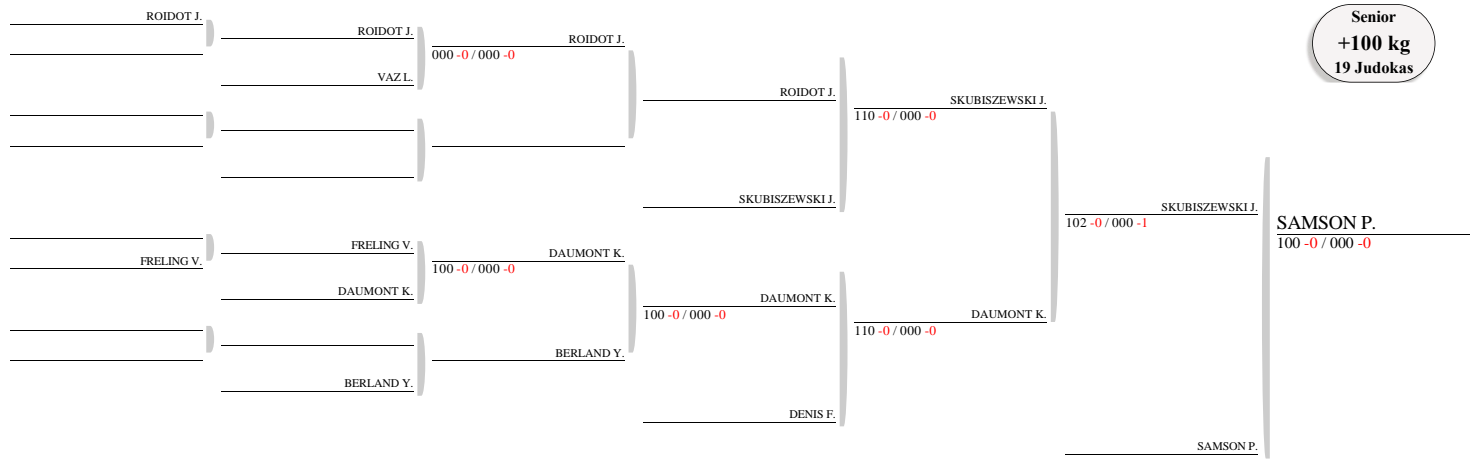 ROIDOT J.
ROIDOT J.
VAZ L.
ROIDOT J.
000 -0 / 000 -0
ROIDOT J.
SKUBISZEWSKI J.
SKUBISZEWSKI J.
110 -0 / 000 -0
Senior
+100 kg
19 Judokas
FRELING V.
FRELING V.
DAUMONT K.
DAUMONT K.
100 -0 / 000 -0
BERLAND Y.
BERLAND Y.
DAUMONT K.
100 -0 / 000 -0
DENIS F.
DAUMONT K.
110 -0 / 000 -0
SKUBISZEWSKI J.
102 -0 / 000 -1
SAMSON P.
SAMSON P.
100 -0 / 000 -0